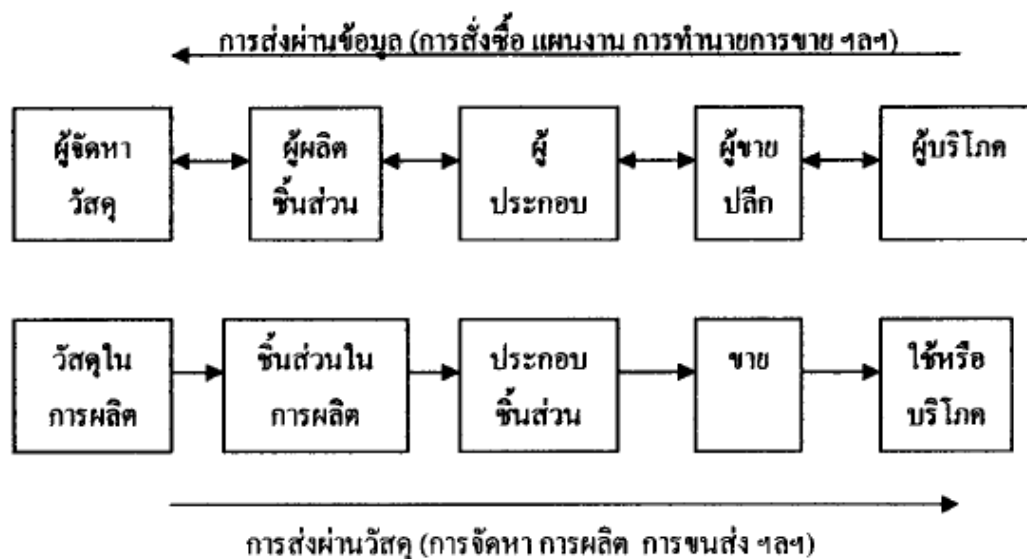 การส่งผ่านข้อมูล (การสั่งซื้อ แผนงาน การทำนายการขาย ฯลฯ)
ผู้จัดหา
วัสดุ
ผู้ผลิต
ชิ้นส่วน
ผู้
ประกอบ
ผู้ขาย
ปลีก
ผู้บริโภค
วัสดุใน
การผลิต
ชิ้นส่วนใน
การผลิต
ประกอบ
ชิ้นส่วน
ขาย
ใช้หรือ
บริโภค
การส่งผ่านวัสดุ (การจัดหา การผลิต การขนส่ง ฯลฯ)